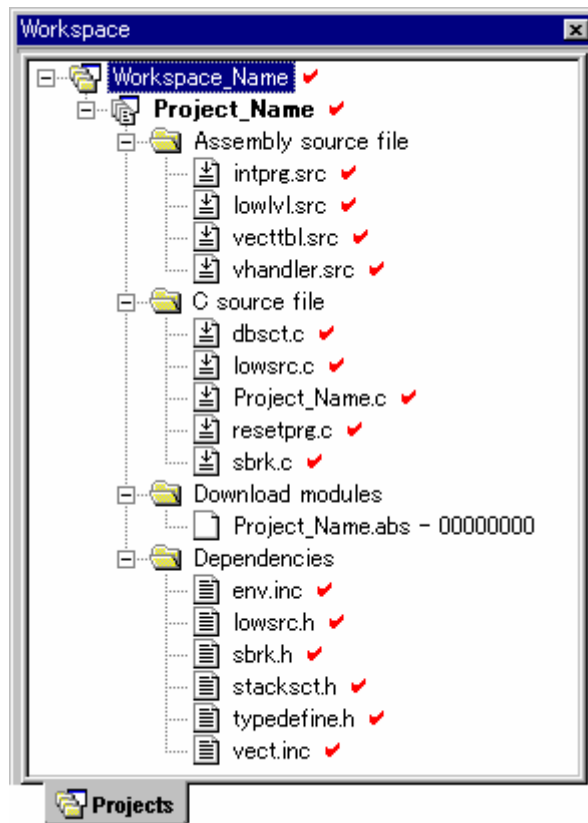 Workspace
Workspace_Name
Project_Name
Assembly source file
intprg.src
lowlvl.src
vecttbl.src
vhandler.src
C source file
dbsct.c
lowsrc.c
Project_Name.c
resetprg.c
sbrk.c
Download modules
Project_Name.abs - 00000000
Dependencies
env.inc
lowsrc.h
sbrk.h
stacksct.h
typedefine.h
vect.inc
Projects